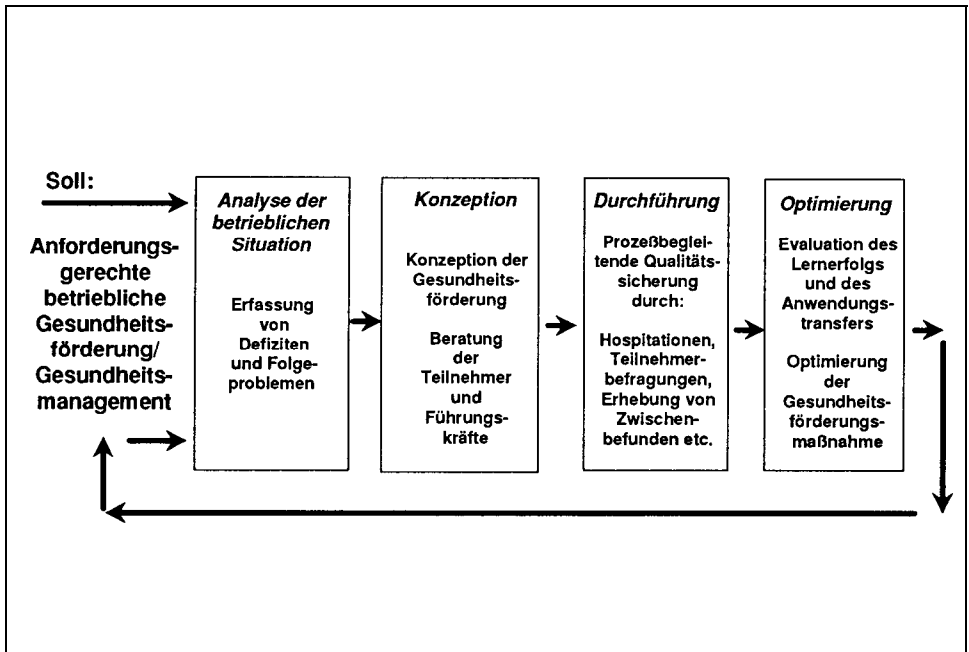 Soll:
Anforderungs-
gerechte
betriebliche
Gesundheits-
förderung/
Gesundheits-
management
Analyse der
betrieblichen
Situation
Erfassung
von
Defiziten
und Folge-
problemen
Konzeption
Konzeption der
Gesundheits-
förderung
Beratung
der
Teilnehmer
und
Führungs-
kräfte
Durchführung
Prozeßbeglei-
tende Qualitäts-
sicherung
durch:
Hospitationen,
Teilnehmer-
befragungen,
Erhebung von
Zwischen-
befunden etc.
Optimierung
Evaluation des
Lernerfolgs
und des
Anwendungs-
transfers
Optimierung
der
Gesundheits-
förderungs-
maßnahme